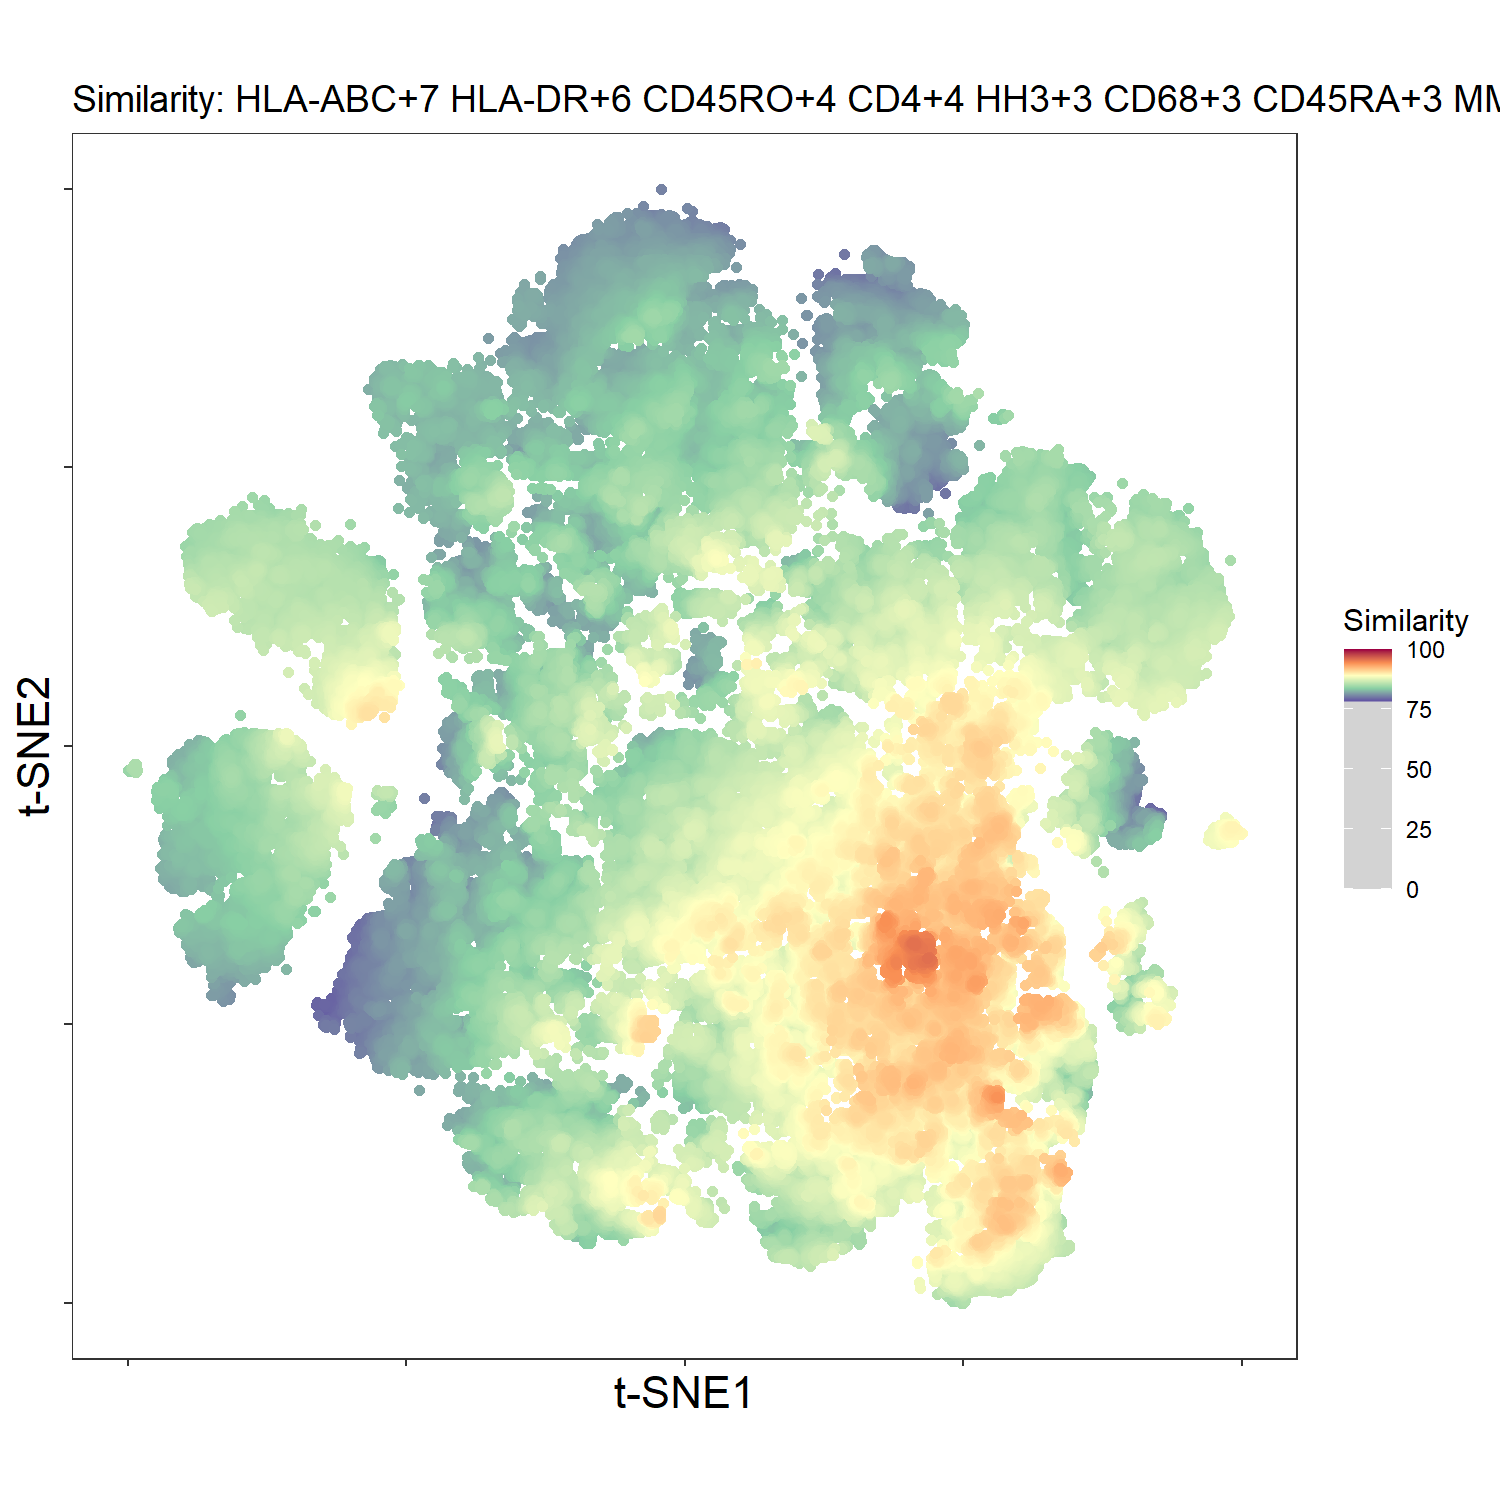 Similarity: HLA-ABC+7 HLA-DR+6 CD45RO+4 CD4+4 HH3+3 CD68+3 CD45RA+3
t-SNE2
Similarity
100
75
50
25
0
t-SNE1